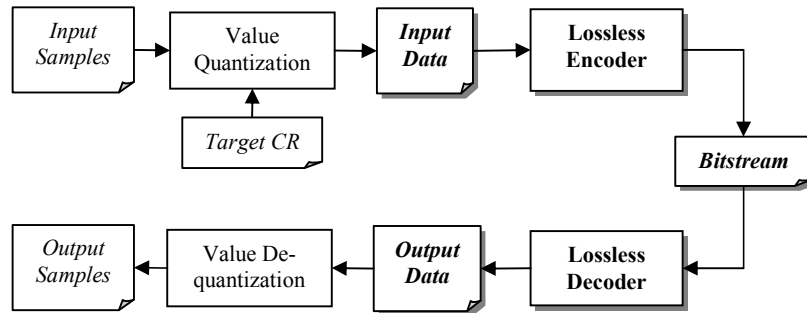 Input
Samples
Value
Quantization
Input
Data
Lossless
Encoder
Target CR
Bitstream
Output
Samples
Value De-
quantization
Output
Data
Lossless
Decoder